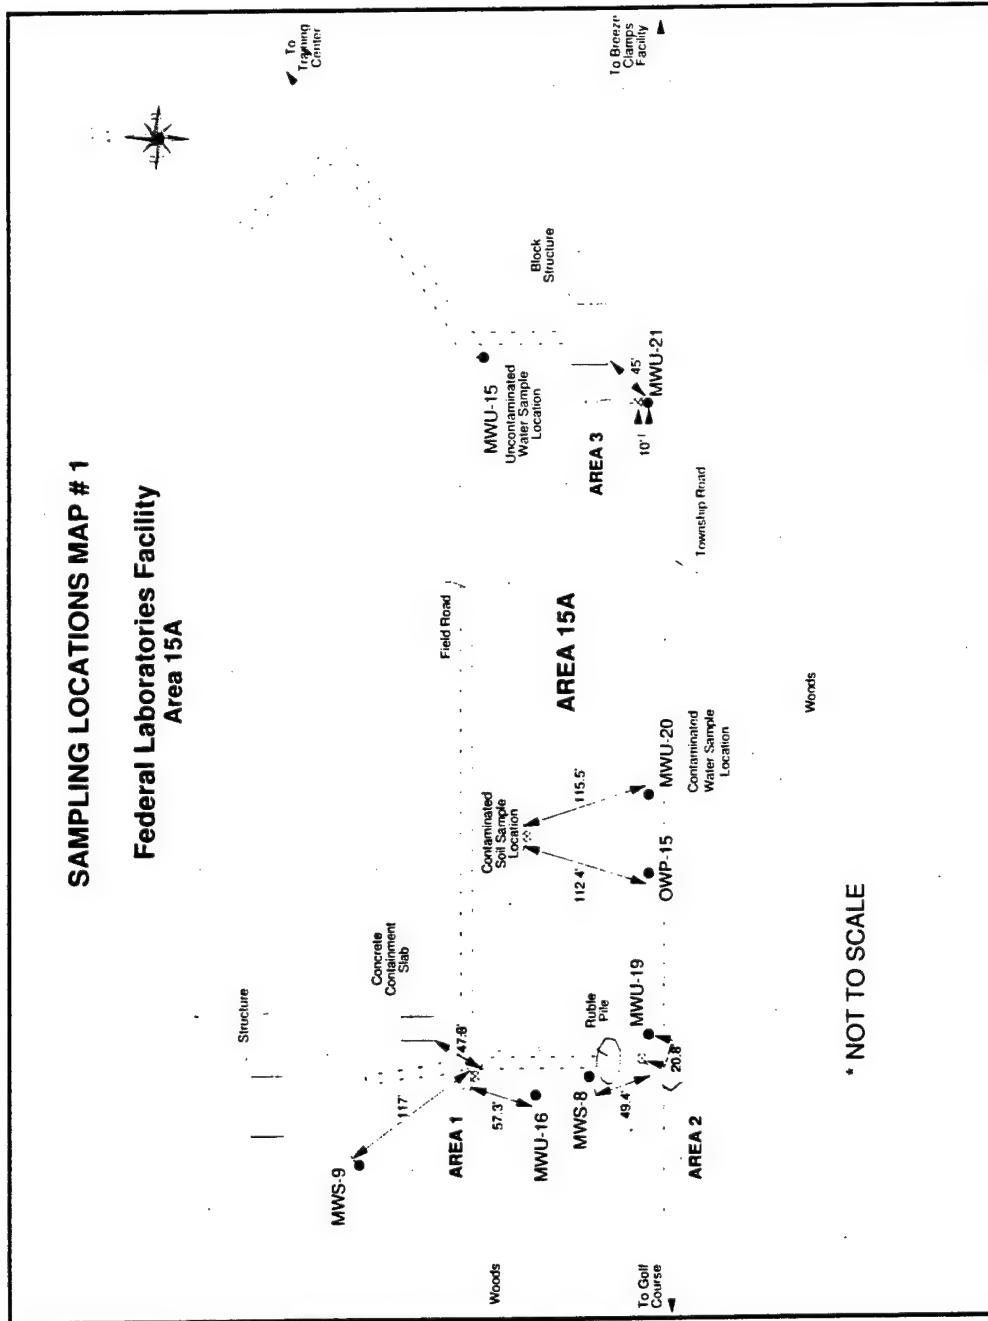 SAMPLING LOCATIONS MAP # 1
Federal Laboratories Facility
Area 15A
To
Training
Center
Structure
MWS-9
117'
Concrete
Containment
Slab
47.8'
Field Road
AREA 1
57.3'
MWU-16
Woods
MWU-15
Uncontaminated
Water Sample
Location
Block
Structure
Contaminated
Soil Sample
Location
AREA 15A
AREA 3
MWS-8
Ruble
Pile
49.4'
112.4'
115.5'
10'
45'
MWU-21
To Breeze
Clamps
Facility
To Golf
Course
AREA 2
20.8'
MWU-19
OWP-15
MWU-20
Contaminated
Water Sample
Location
Township Road
Woods
* NOT TO SCALE